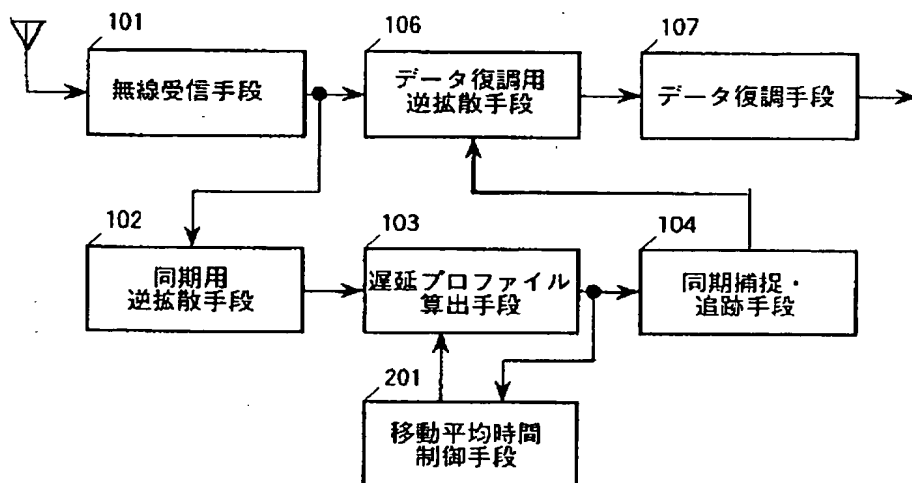 101
無線受信手段
106
データ復調用
逆拡散手段
107
データ復調手段
102
同期用
逆拡散手段
103
遅延プロファイル
算出手段
104
同期捕捉・
追跡手段
201
移動平均時間
制御手段